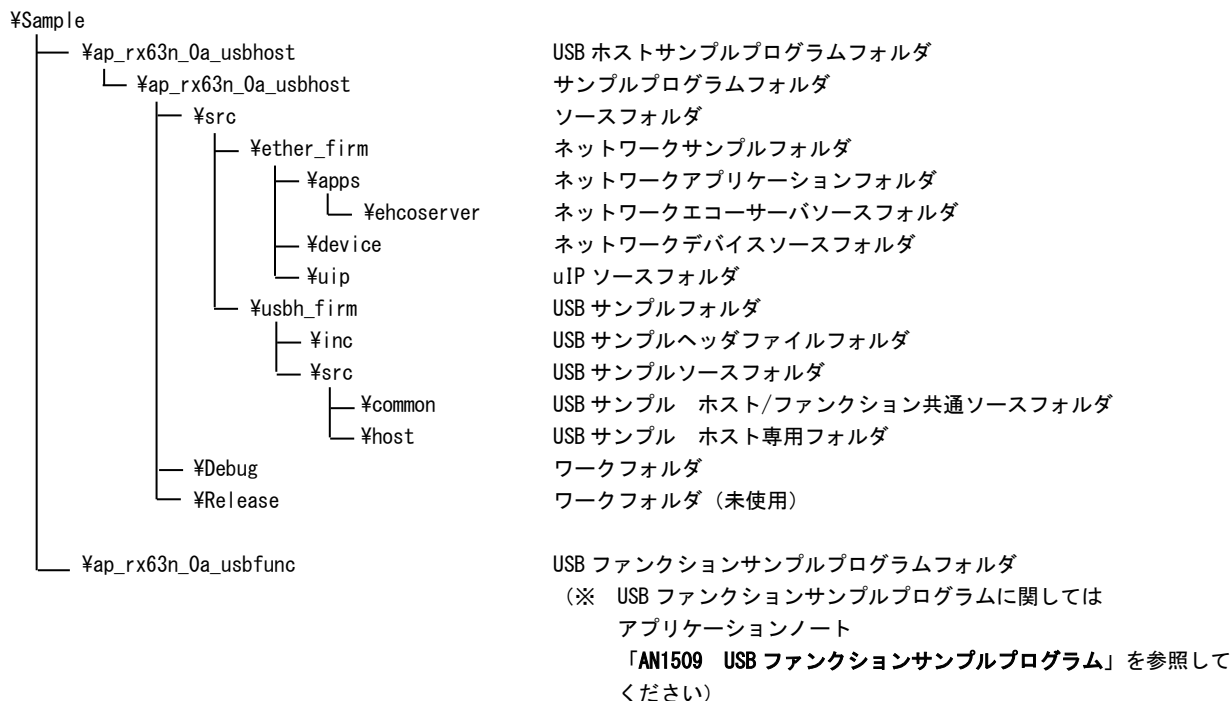 ¥Sample
¥ap_rx63n_0a_usbhost USB ホストサンプルプログラムフォルダ
¥ap_rx63n_0a_usbhost サンプルプログラムフォルダ
¥src ソースフォルダ
¥ether_firm ネットワークサンプルフォルダ
¥apps ネットワークアプリケーションフォルダ
¥ehcoserver ネットワークエコーサーバソースフォルダ
¥device ネットワークデバイスソースフォルダ
¥uip uIP ソースフォルダ
¥usbh_firm USB サンプルフォルダ
¥inc USB サンプルヘッダファイルフォルダ
¥src USB サンプルソースフォルダ
¥common USB サンプル　ホスト/ファンクション共通ソースフォルダ
¥host USB サンプル　ホスト専用フォルダ
¥Debug ワークフォルダ
¥Release ワークフォルダ（未使用）
¥ap_rx63n_0a_usbfunc USB ファンクションサンプルプログラムフォルダ
（※　USB ファンクションサンプルプログラムに関しては
アプリケーションノート
「AN1509　USB ファンクションサンプルプログラム」を参照して
ください）